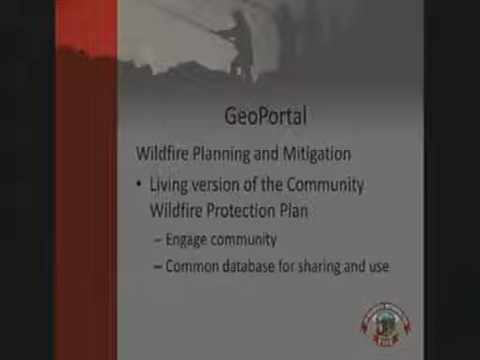 GeoPortal
Wildfire Planning and Mitigation
• Living version of the Community
Wildfire Protection Plan
– Engage community
– Common database for sharing and use